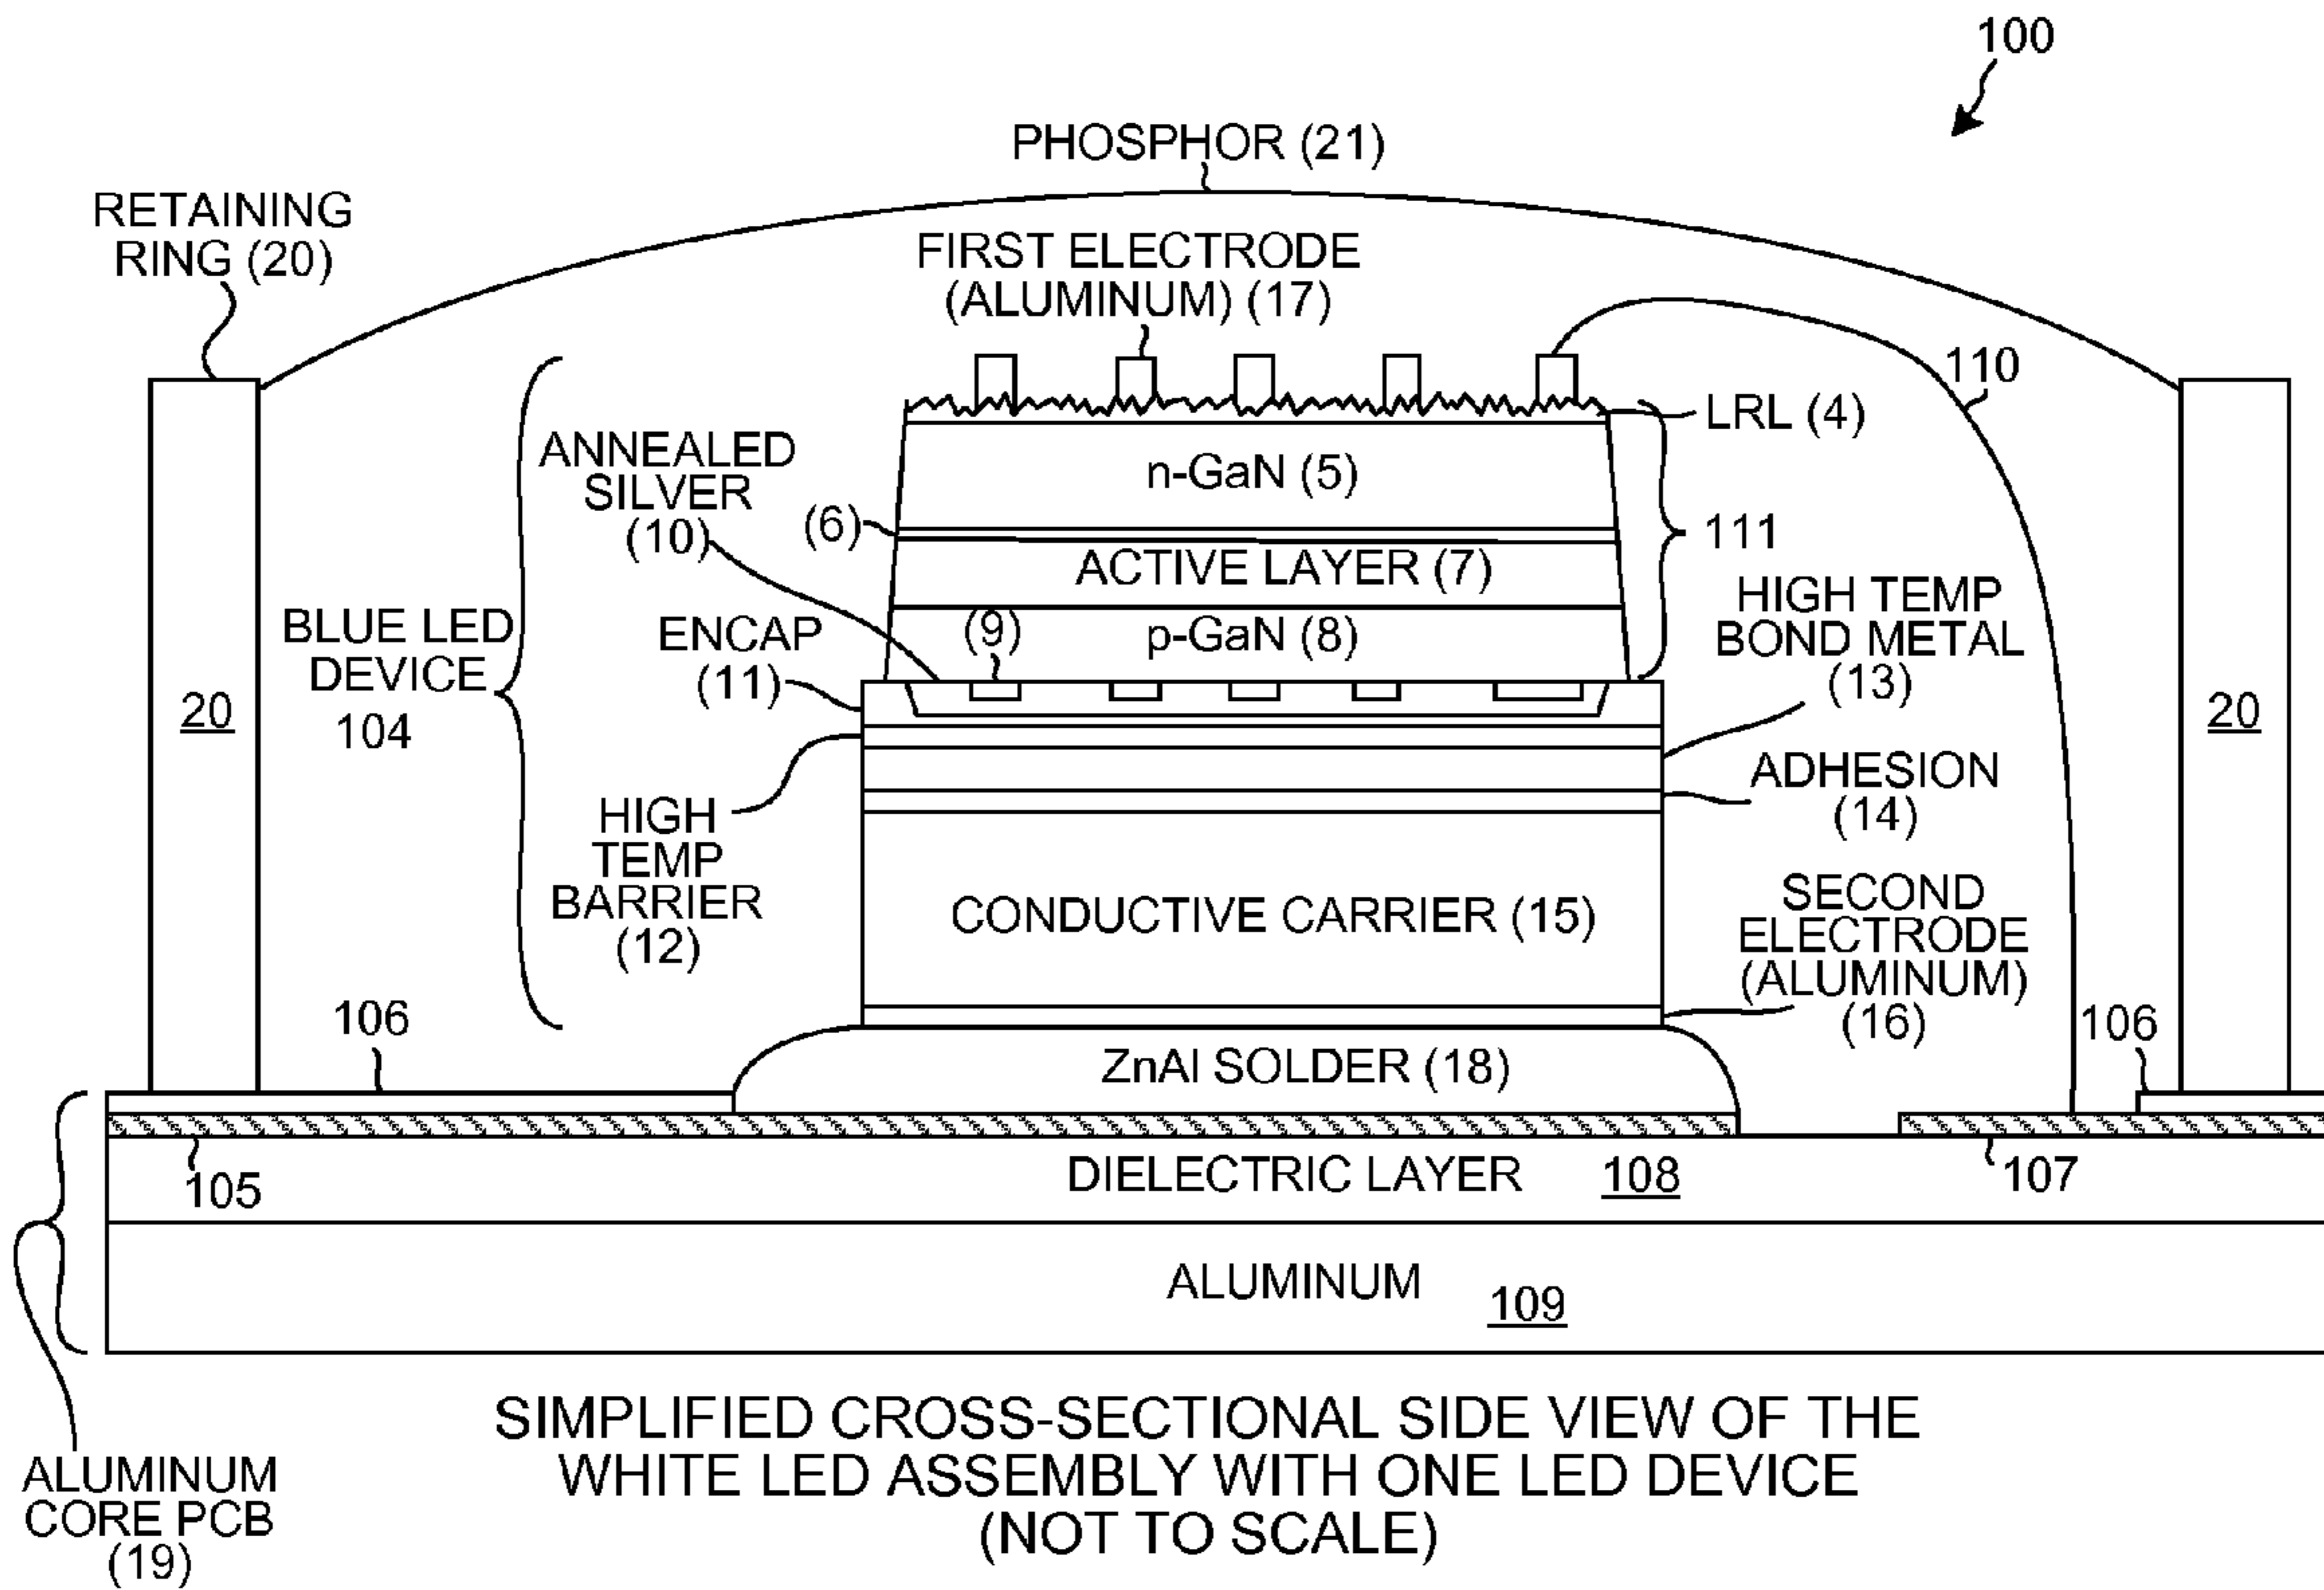 100
PHOSPHOR (21)
RETAINING
RING (20)
FIRST ELECTRODE
(ALUMINUM) (17)
110
LRL (4)
ANNEALED
SILVER
(10)
n-GaN (5)
(6)
111
ACTIVE LAYER (7)
HIGH TEMP
BOND METAL
(13)
BLUE LED
DEVICE
104
ENCAP
(11)
(9)
p-GaN (8)
20
20
ADHESION
(14)
HIGH
TEMP
BARRIER
(12)
CONDUCTIVE CARRIER (15)
SECOND
ELECTRODE
(ALUMINUM)
(16)
106
106
ZnAl SOLDER (18)
105
DIELECTRIC LAYER 108
107
ALUMINUM 109
SIMPLIFIED CROSS-SECTIONAL SIDE VIEW OF THE
WHITE LED ASSEMBLY WITH ONE LED DEVICE
(NOT TO SCALE)
ALUMINUM
CORE PCB
(19)